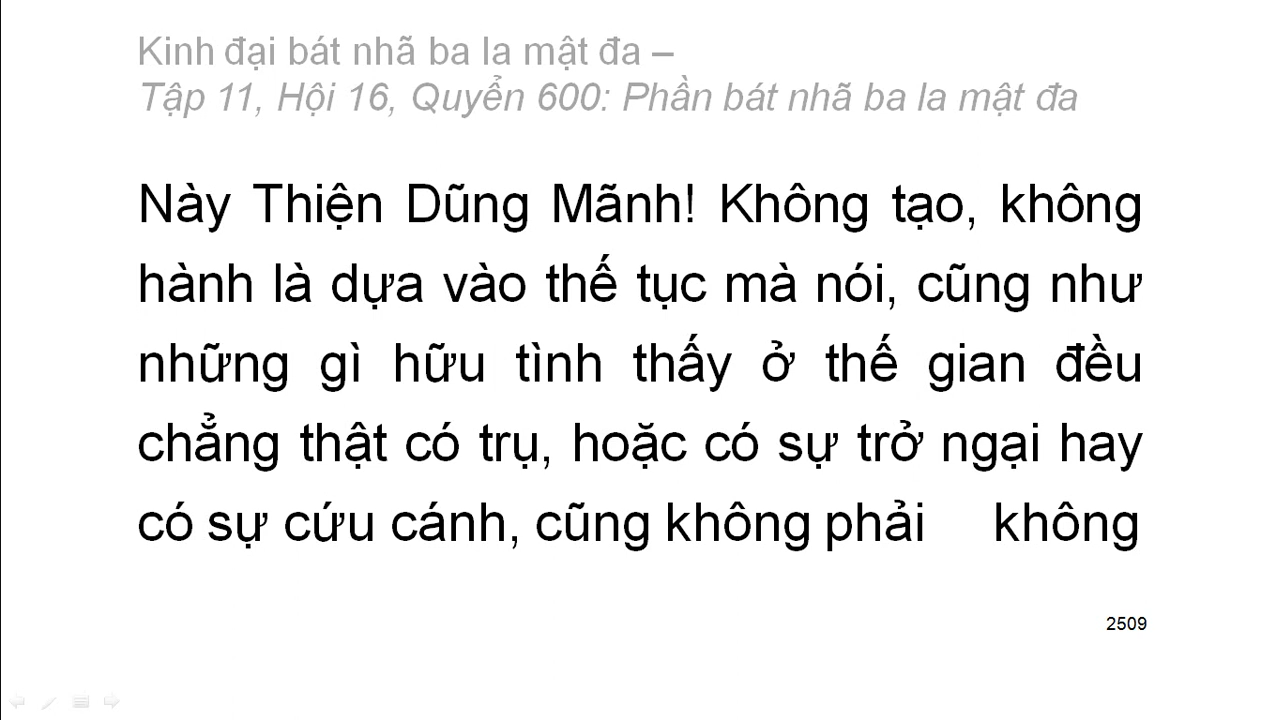 Kinh đại bát nhã ba la mật đa –
Tập 11, Hội 16, Quyển 600: Phần bát nhã ba la mật đa
Này Thiện Dũng Mãnh! Không tạo, không
hành là dựa vào thế tục mà nói, cũng như
những gì hữu tình thấy ở thế gian đều
chẳng thật có trụ, hoặc có sự trở ngại hay
có sự cứu cánh, cũng không phải không
2509